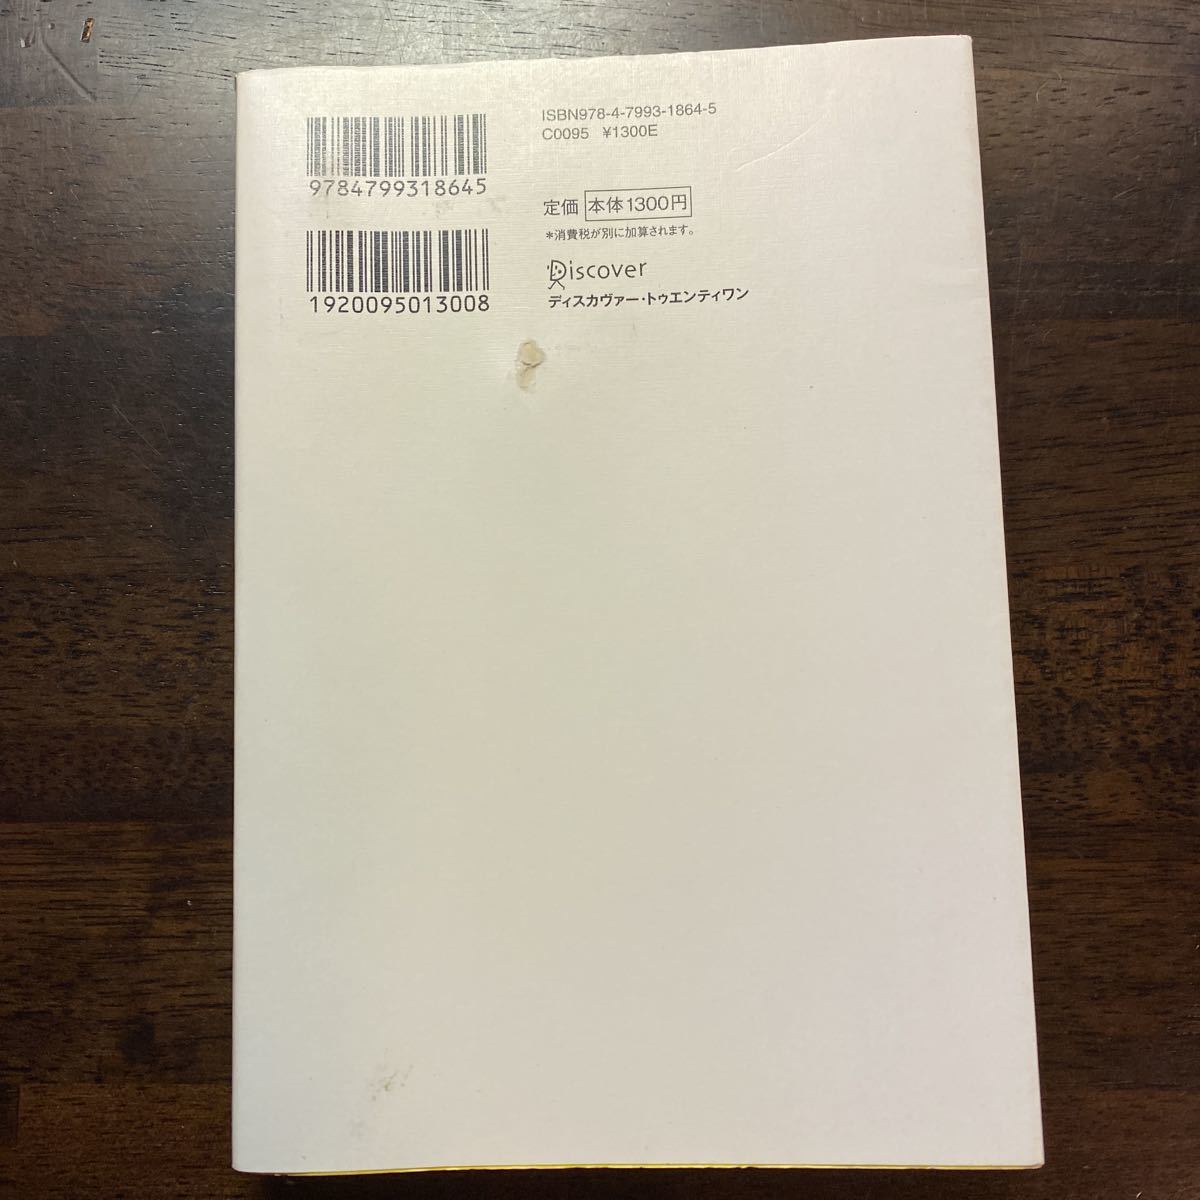 ISBN978-4-7993-1864-5
C0095 ¥1300E
9784799318645
定価 本体1300円
*消費税が別に加算されます。
1920095013008
Discover
ディスカヴァー・トゥエンティワン